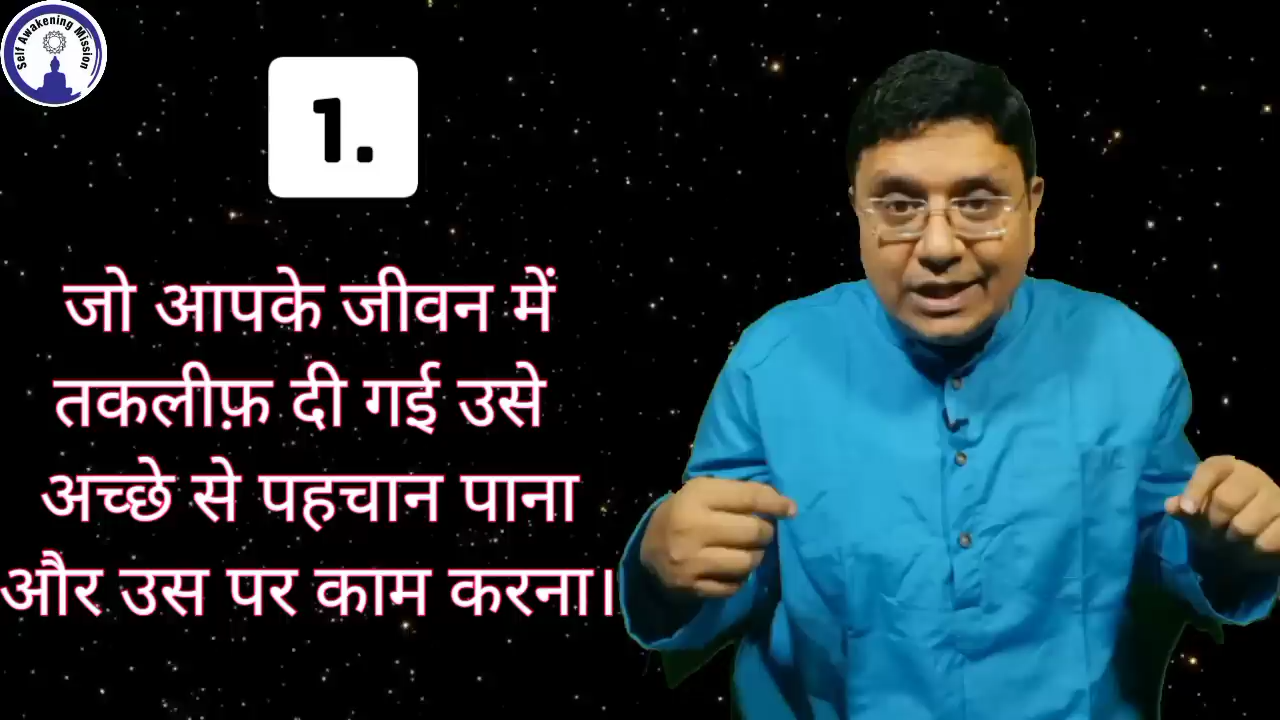 Self Awakening Mission
1.
जो आपके जीवन में
तकलीफ़ दी गई उसे
अच्छे से पहचान पाना
और उस पर काम करना।